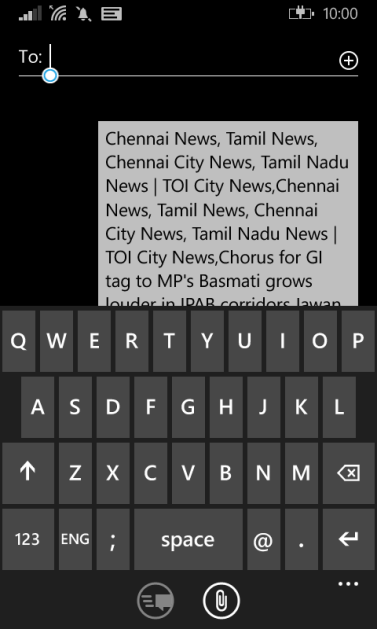 10:00
To:
Chennai News, Tamil News,
Chennai City News, Tamil Nadu
News | TOI City News,Chennai
News, Tamil News, Chennai
City News, Tamil Nadu News |
TOI City News,Chorus for GI
tag to MP's Basmati grows
louder in IPAB corridors Jawan
Q W E R T Y U I O P
A S D F G H J K L
Z X C V B N M
123 ENG ; space @ .